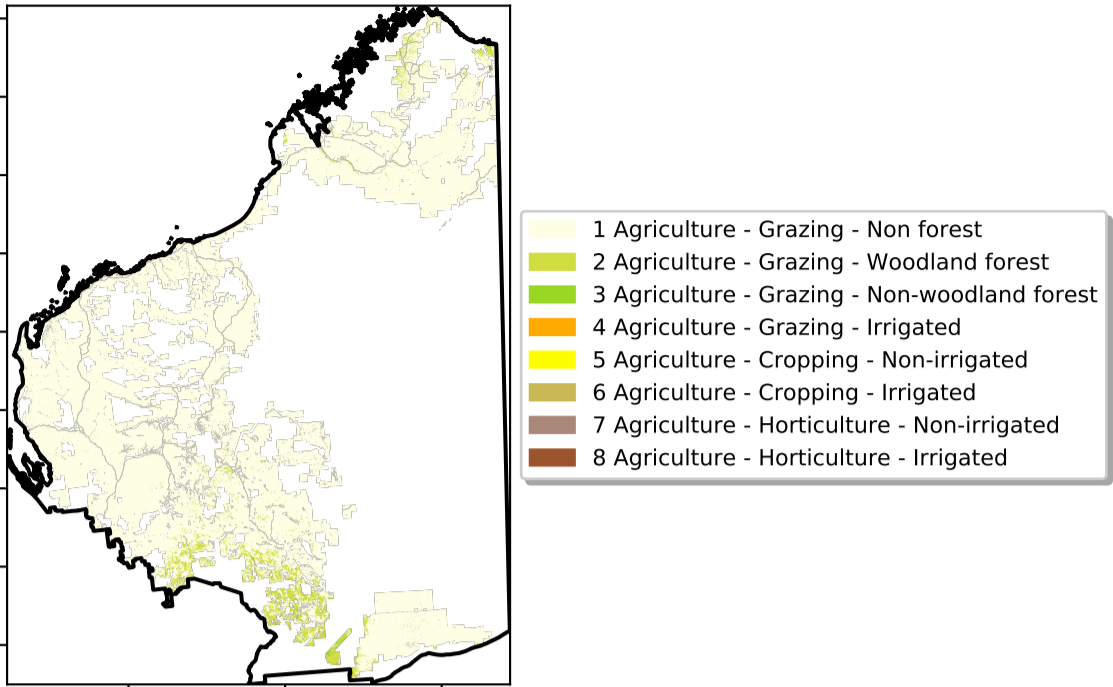 1 Agriculture - Grazing - Non forest
2 Agriculture - Grazing - Woodland forest
3 Agriculture - Grazing - Non-woodland forest
4 Agriculture - Grazing - Irrigated
5 Agriculture - Cropping - Non-irrigated
6 Agriculture - Cropping - Irrigated
7 Agriculture - Horticulture - Non-irrigated
8 Agriculture - Horticulture - Irrigated